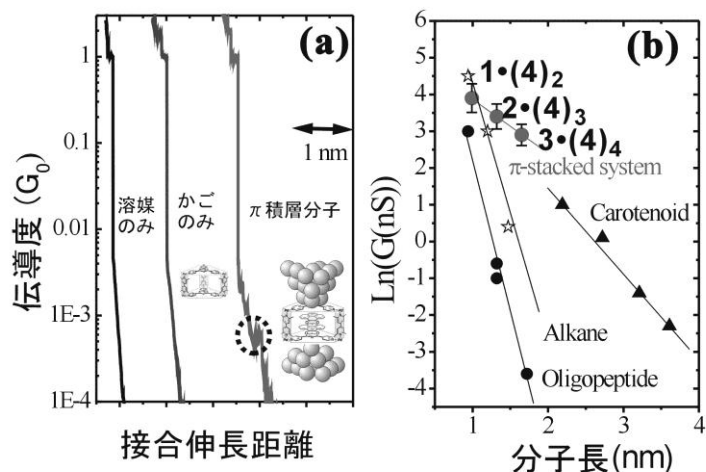 (a)
1
0.1
0.01
1E-3
1E-4
伝導度 (G₀)
溶媒
のみ
かご
のみ
π積層分子
1 nm
接合伸長距離
(b)
6
5
4
3
2
1
0
-1
-2
-3
-4
Ln(G(nS))
1•(4)₂
2•(4)₃
3•(4)₄
π-stacked system
Carotenoid
Alkane
Oligopeptide
1 2 3 4
分子長(nm)